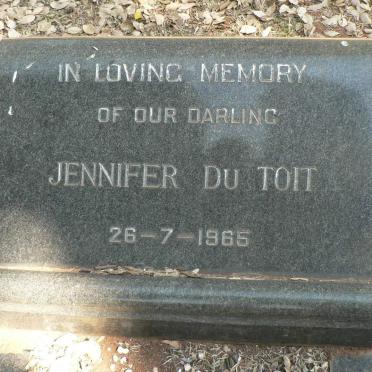 IN LOVING MEMORY
OF OUR DARLING
JENNIFER DU TOIT
26-7-1965